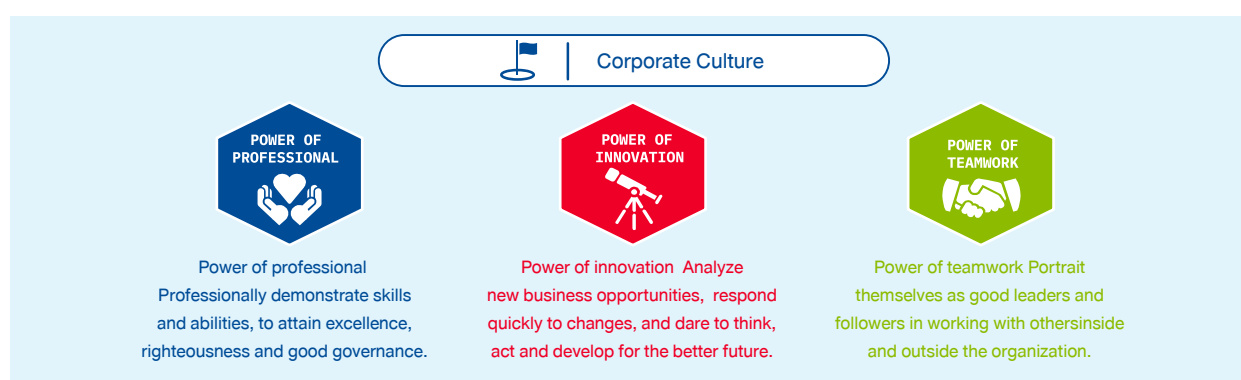 Corporate Culture
POWER OF
PROFESSIONAL
Power of professional
Professionally demonstrate skills
and abilities, to attain excellence,
righteousness and good governance.
POWER OF
INNOVATION
Power of innovation  Analyze
new business opportunities,  respond
quickly to changes, and dare to think,
act and develop for the better future.
POWER OF
TEAMWORK
Power of teamwork Portrait
themselves as good leaders and
followers in working with othersinside
and outside the organization.